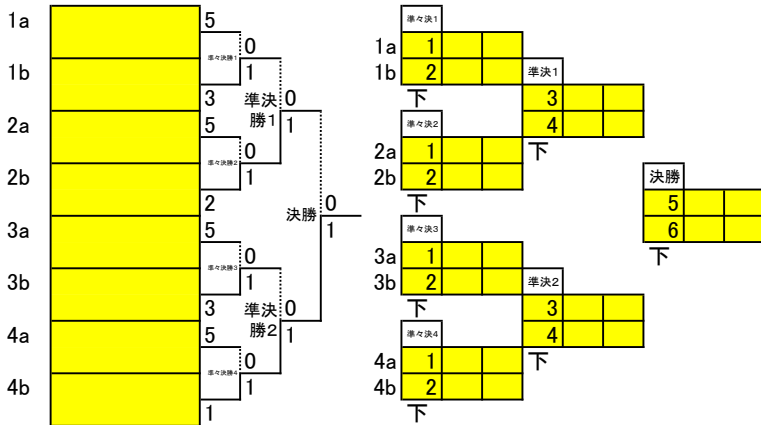 1a 5 準々決1
準々決勝1 0 1a 1
1b 1 1b 2 準決1
3 準決勝1 0 下 3
2a 5 1 準々決2 4
準々決勝2 0 2a 1 下
2b 1 2b 2 決勝
2 決勝 0 下 5
3a 5 1 準々決3 6
準々決勝3 0 3a 1 下
3b 1 3b 2 準決2
3 準決勝2 0 下 3
4a 5 1 準々決4 4
準々決勝4 0 4a 1 下
4b 1 4b 2
1 下